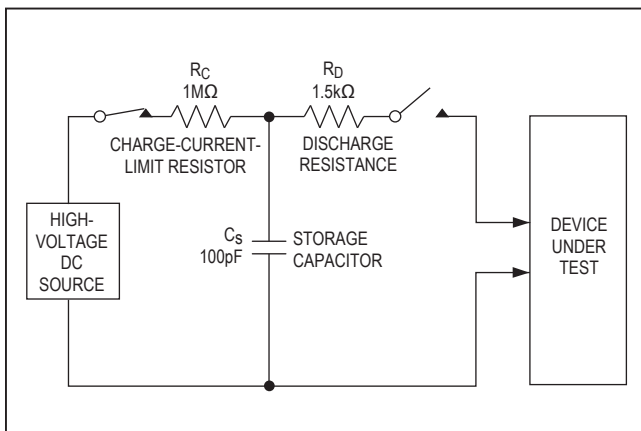 R_C
1MΩ
CHARGE-CURRENT-
LIMIT RESISTOR
R_D
1.5kΩ
DISCHARGE
RESISTANCE
HIGH-
VOLTAGE
DC
SOURCE
C_S
100pF
STORAGE
CAPACITOR
DEVICE
UNDER
TEST